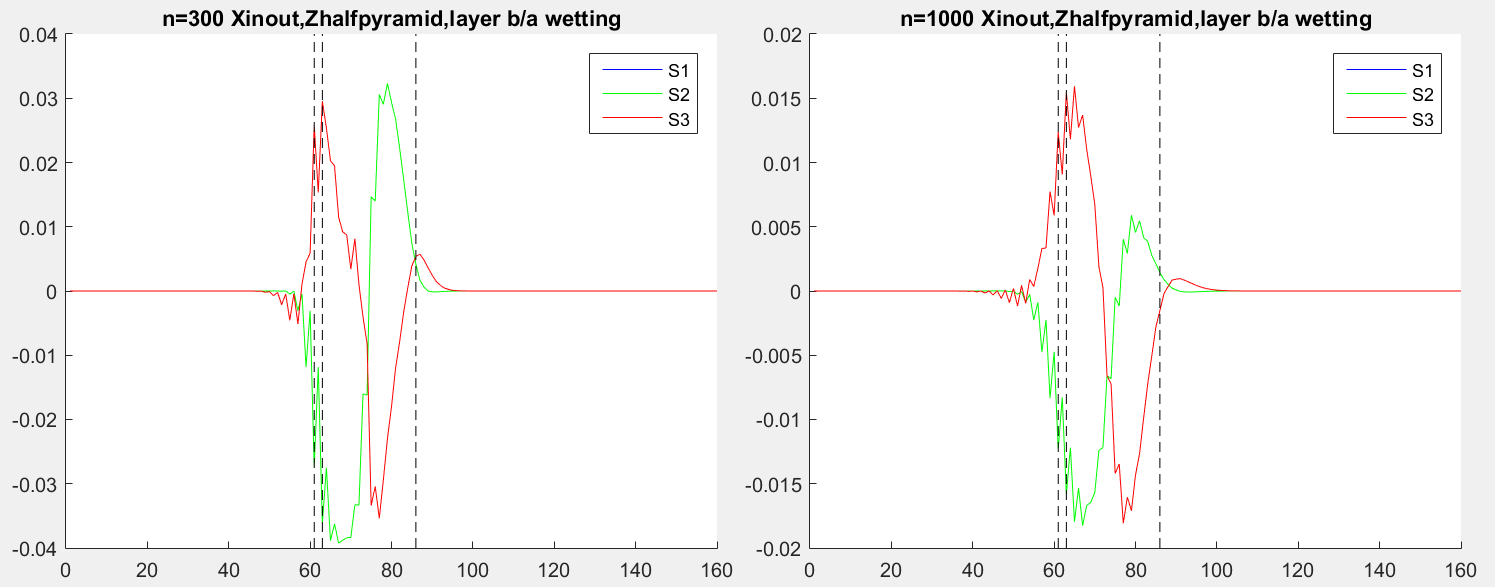 n=300 Xinout,Zhalfpyramid,layer b/a wetting
0.04
0.03
0.02
0.01
0
-0.01
-0.02
-0.03
-0.04
0 20 40 60 80 100 120 140 160
S1
S2
S3
n=1000 Xinout,Zhalfpyramid,layer b/a wetting
0.02
0.015
0.01
0.005
0
-0.005
-0.01
-0.015
-0.02
0 20 40 60 80 100 120 140 160
S1
S2
S3